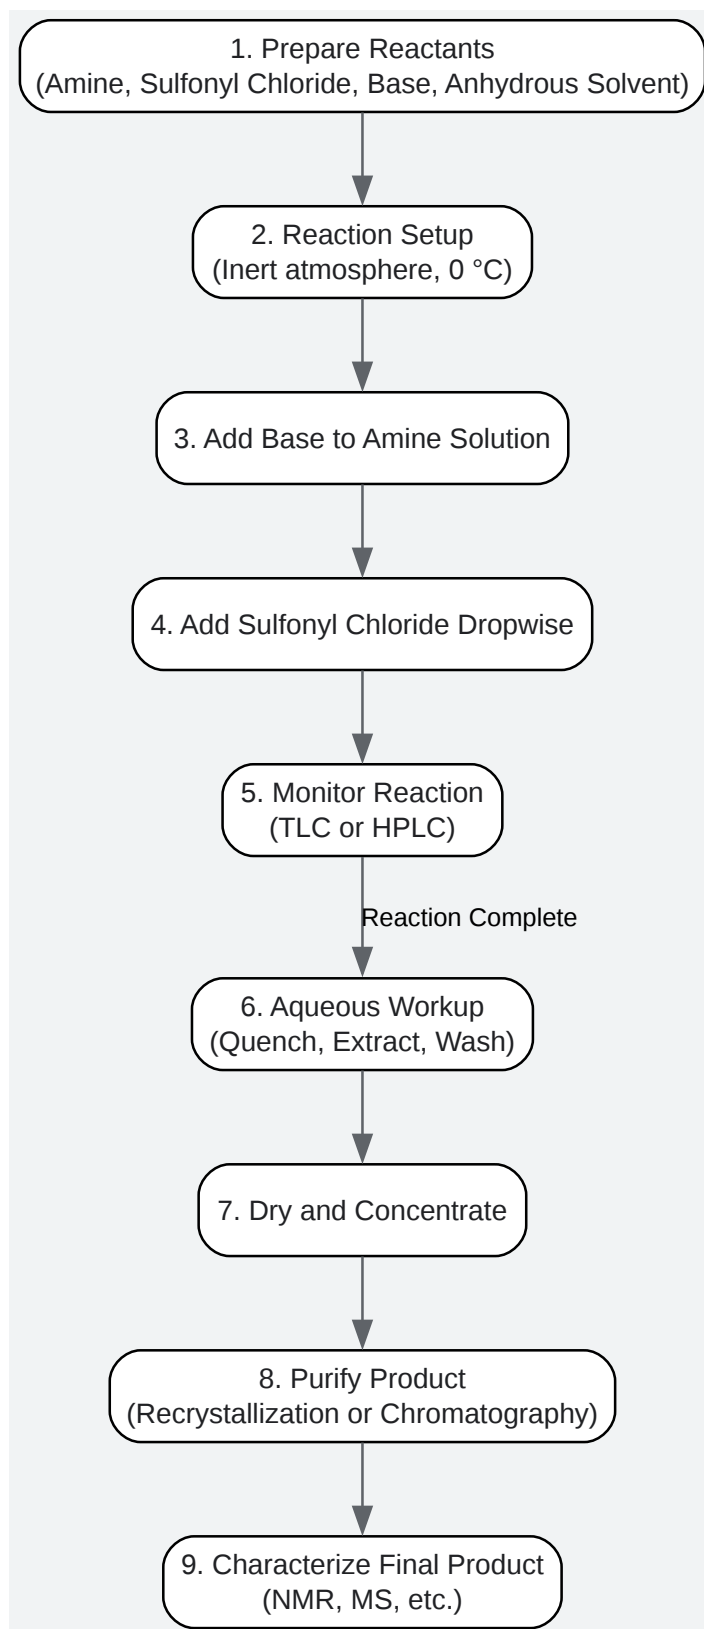 1. Prepare Reactants
(Amine, Sulfonyl Chloride, Base, Anhydrous Solvent)
2. Reaction Setup
(Inert atmosphere, 0 °C)
3. Add Base to Amine Solution
4. Add Sulfonyl Chloride Dropwise
5. Monitor Reaction
(TLC or HPLC)
Reaction Complete
6. Aqueous Workup
(Quench, Extract, Wash)
7. Dry and Concentrate
8. Purify Product
(Recrystallization or Chromatography)
9. Characterize Final Product
(NMR, MS, etc.)